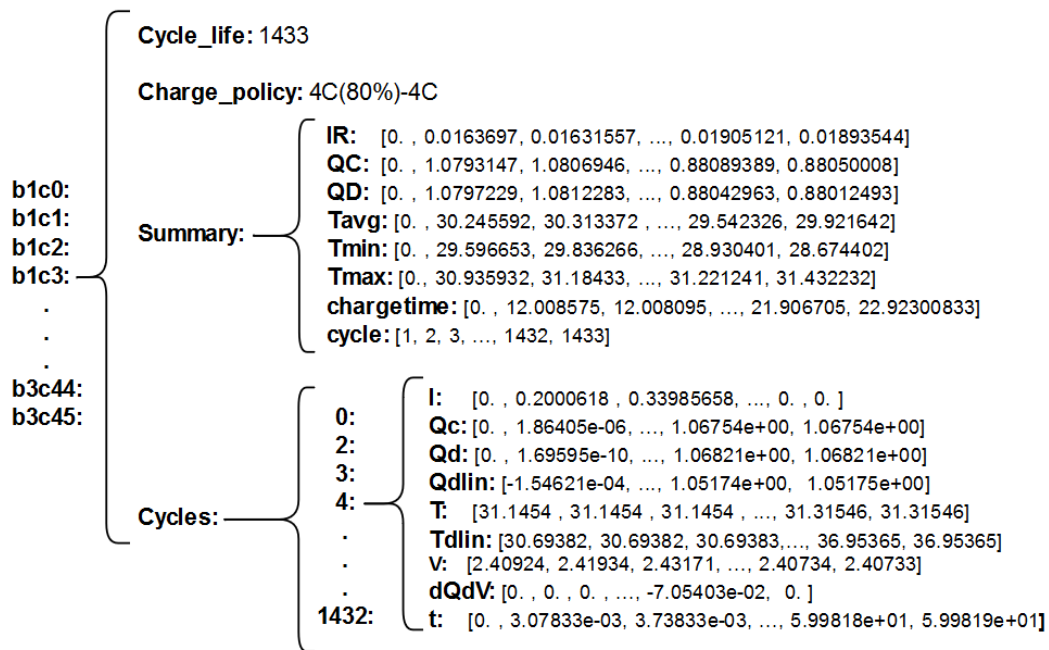 Cycle_life: 1433
Charge_policy: 4C(80%)-4C
b1c0:
b1c1:
b1c2:
b1c3:
.
.
.
b3c44:
b3c45:
Summary:
IR: [0. , 0.0163697, 0.01631557, ..., 0.01905121, 0.01893544]
QC: [0. , 1.0793147, 1.0806946, ..., 0.88089389, 0.88050008]
QD: [0. , 1.0797229, 1.0812283, ..., 0.88042963, 0.88012493]
Tavg: [0., 30.245592, 30.313372 , ..., 29.542326, 29.921642]
Tmin: [0., 29.596653, 29.836266, ..., 28.930401, 28.674402]
Tmax: [0., 30.935932, 31.18433, ..., 31.221241, 31.432232]
chargetime: [0. , 12.008575, 12.008095, ..., 21.906705, 22.92300833]
cycle: [1, 2, 3, ..., 1432, 1433]
Cycles:
0:
2:
3:
4:
.
.
.
1432:
I: [0. , 0.2000618 , 0.33985658, ..., 0. , 0. ]
Qc: [0. , 1.86405e-06, ..., 1.06754e+00, 1.06754e+00]
Qd: [0. , 1.69595e-10, ..., 1.06821e+00, 1.06821e+00]
Qdlin: [-1.54621e-04, ..., 1.05174e+00, 1.05175e+00]
T: [31.1454 , 31.1454 , 31.1454 , ..., 31.31546, 31.31546]
Tdlin: [30.69382, 30.69382, 30.69383,..., 36.95365, 36.95365]
V: [2.40924, 2.41934, 2.43171, ..., 2.40734, 2.40733]
dQdV: [0. , 0. , 0. , ..., -7.05403e-02, 0. ]
t: [0. , 3.07833e-03, 3.73833e-03, ..., 5.99818e+01, 5.99819e+01]